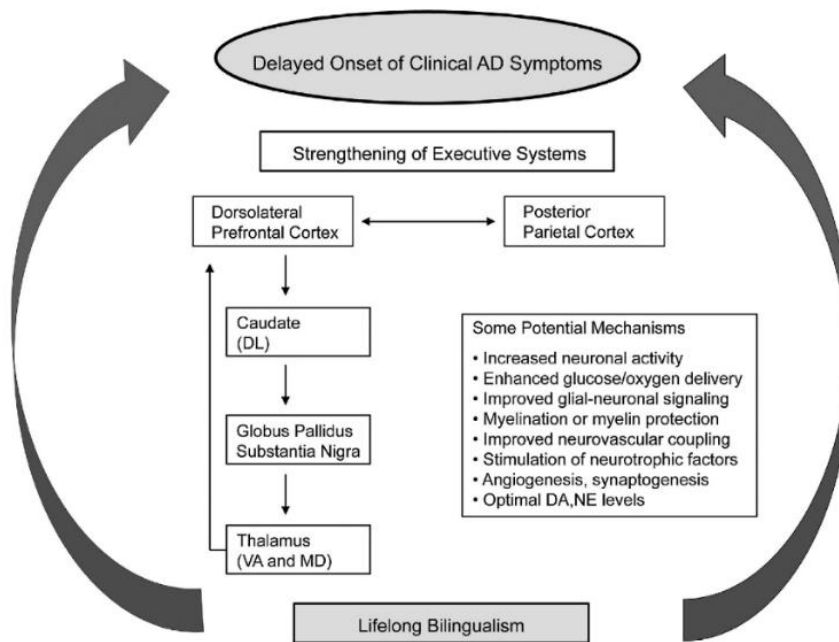 Delayed Onset of Clinical AD Symptoms
Strengthening of Executive Systems
Dorsolateral
Prefrontal Cortex
Posterior
Parietal Cortex
Caudate
(DL)
Globus Pallidus
Substantia Nigra
Thalamus
(VA and MD)
Some Potential Mechanisms
• Increased neuronal activity
• Enhanced glucose/oxygen delivery
• Improved glial-neuronal signaling
• Myelination or myelin protection
• Improved neurovascular coupling
• Stimulation of neurotrophic factors
• Angiogenesis, synaptogenesis
• Optimal DA,NE levels
Lifelong Bilingualism